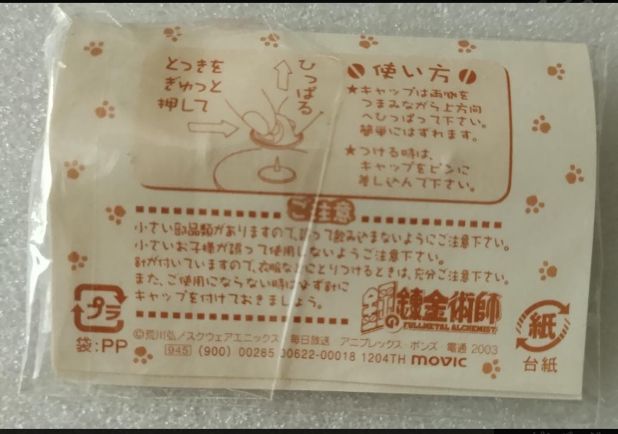 とっきを
ぎゅっと
押して
ひっぱる
使い方
★キャップは両側を
つまみながら上方向
へひっぱって下さい。
簡単にはずれます。
★つける時は、
キャップをピンに
差し込んで下さい。
ご注意
小さい部品類がありますので、誤って飲み込まないようにご注意下さい。
小さいお子様が誤って使用しないようご注意下さい。
針が付いていますので、衣服などにとりつけるときは、充分ご注意下さい。
また、ご使用にならない時は必ず針に
キャップを付けておきましょう。
プラ
袋:PP
鋼の錬金術師
FULLMETAL ALCHEMIST
紙
台紙
©荒川弘/スクウェアエニックス・毎日放送・アニプレックス・ボンズ・電通 2003
945 (900) 00265 00622-00018 1204TH movic